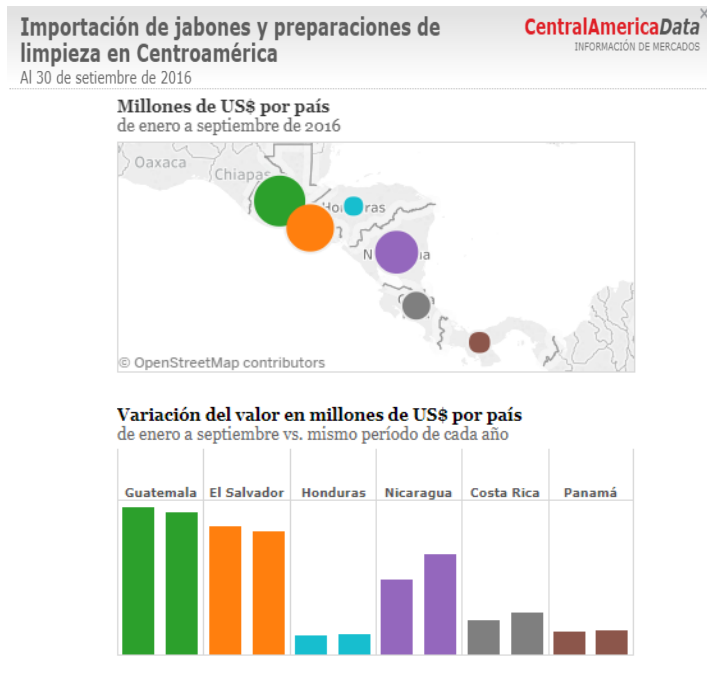 Importación de jabones y preparaciones de
limpieza en Centroamérica
Al 30 de setiembre de 2016
CentralAmericaData
INFORMACIÓN DE MERCADOS
Millones de US$ por país
de enero a septiembre de 2016
Oaxaca
Chiapas
© OpenStreetMap contributors
Variación del valor en millones de US$ por país
de enero a septiembre vs. mismo período de cada año
Guatemala El Salvador Honduras Nicaragua Costa Rica Panamá